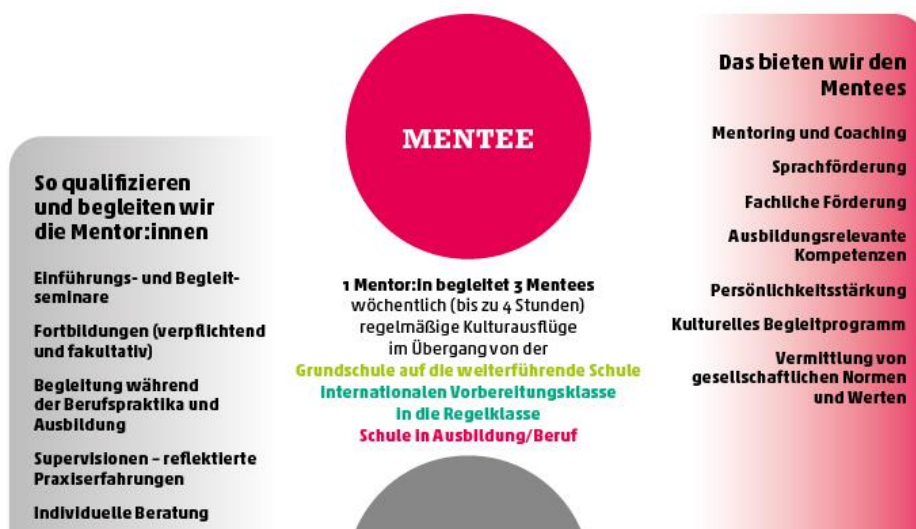 So qualifizieren
und begleiten wir
die Mentor:innen
Einführungs- und Begleit-
seminare
Fortbildungen (verpflichtend
und fakultativ)
Begleitung während
der Berufspraktika und
Ausbildung
Supervisionen – reflektierte
Praxiserfahrungen
Individuelle Beratung
MENTEE
1 Mentor:in begleitet 3 Mentees
wöchentlich (bis zu 4 Stunden)
regelmäßige Kulturausflüge
im Übergang von der
Grundschule auf die weiterführende Schule
Internationalen Vorbereitungsklasse
in die Regelklasse
Schule in Ausbildung/Beruf
Das bieten wir den
Mentees
Mentoring und Coaching
Sprachförderung
Fachliche Förderung
Ausbildungsrelevante
Kompetenzen
Persönlichkeitsstärkung
Kulturelles Begleitprogramm
Vermittlung von
gesellschaftlichen Normen
und Werten